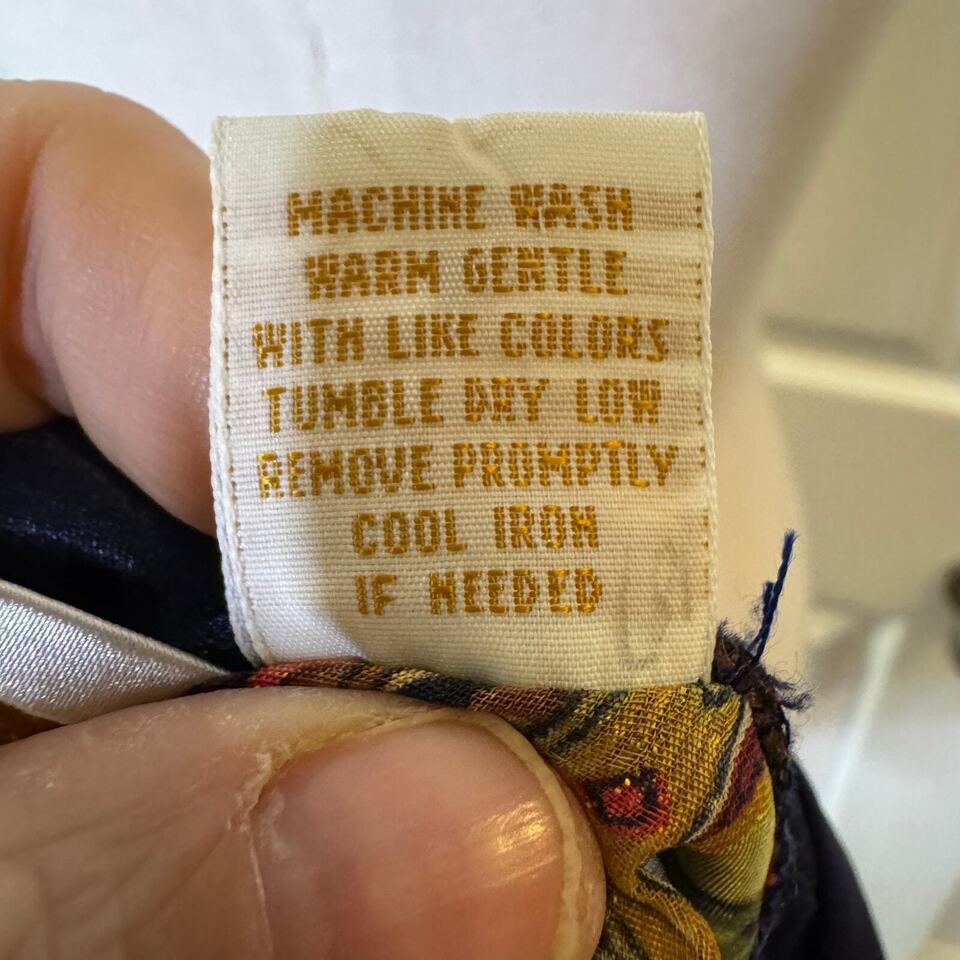 MACHINE WASH
WARM GENTLE
WITH LIKE COLORS
TUMBLE DRY LOW
REMOVE PROMPTLY
COOL IRON
IF NEEDED